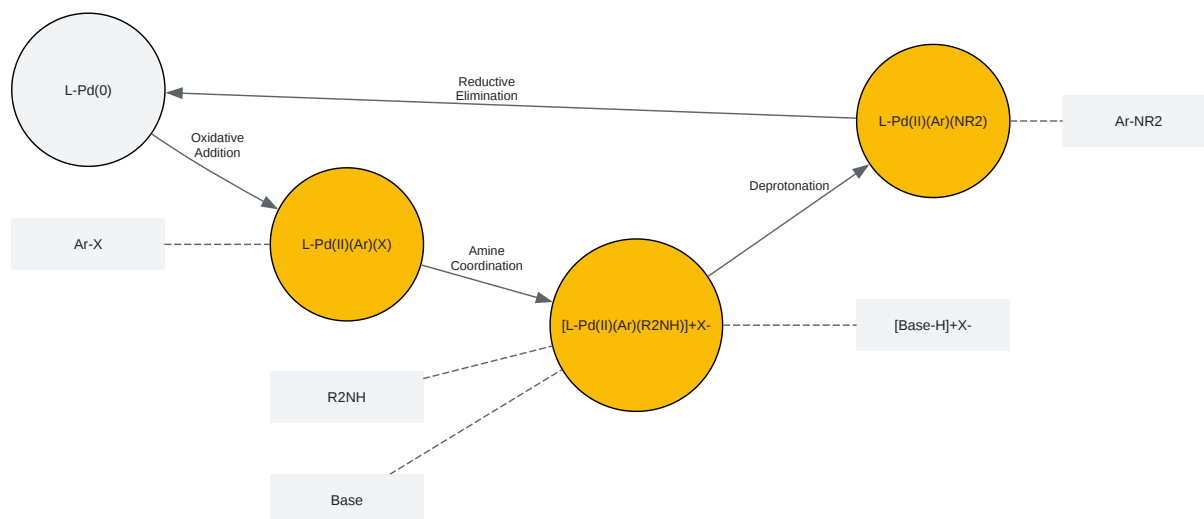 L-Pd(0)
Reductive
Elimination
L-Pd(II)(Ar)(NR2)
Ar-NR2
Oxidative
Addition
Deprotonation
Ar-X
L-Pd(II)(Ar)(X)
Amine
Coordination
[L-Pd(II)(Ar)(R2NH)]+X-
[Base-H]+X-
R2NH
Base